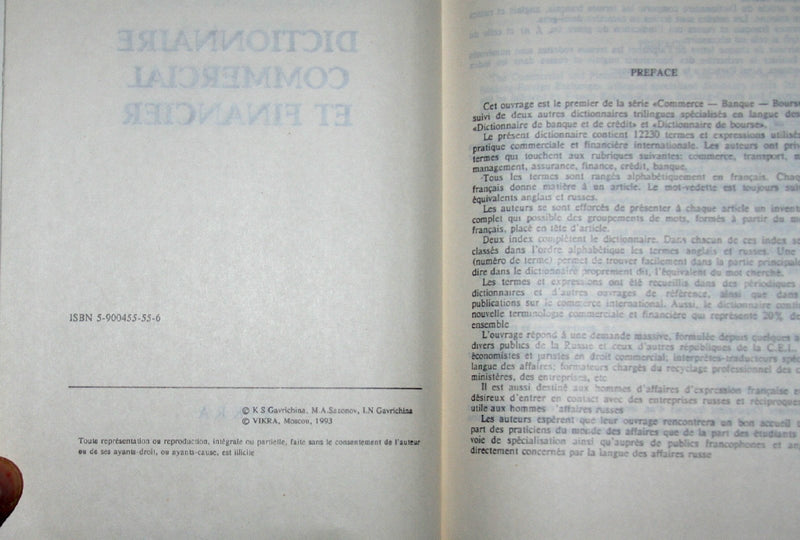 DICTIONNAIRE
COMMERCIAL
ET FINANCIER
ISBN 5-900455-55-6
© K S Gavrichina, M.A.Sazonov, I.N Gavrichina
© VIKRA, Moscou, 1993
Toute représentation ou reproduction, intégrale ou partielle, faite sans le consentement de l'auteur
ou de ses ayants-droit, ou ayants-cause, est illicite
PREFACE
Cet ouvrage est le premier de la série «Commerce — Banque — Bourse
suivi de deux autres dictionnaires trilingues spécialisés en langue des
«Dictionnaire de banque et de crédit» et «Dictionnaire de bourse».
Le présent dictionnaire contient 12230 termes et expressions utilisés
pratique commerciale et financière internationale. Les auteurs ont
termes qui touchent aux rubriques suivantes: commerce, transport,
management, assurance, finance, crédit, banque.
Tous les termes sont rangés alphabétiquement en français.
français donne matière à un article. Le mot-vedette est toujours
équivalents anglais et russes.
Les auteurs se sont efforcés de présenter à chaque article un
complet que possible des groupements de mots, formés à partir du
français, placé en tête d'article.
Deux index complètent le dictionnaire. Dans chacun de ces index
classés dans l'ordre alphabétique les termes anglais et russes. Une
(numéro de terme) permet de trouver facilement dans la partie
dire dans le dictionnaire proprement dit, l'équivalent du mot cherché.
Les termes et expressions ont été recueillis dans des périodiques
dictionnaires et d'autres ouvrages de référence, ainsi que dans
publications sur le commerce international. Aussi, le dictionnaire
nouvelle terminologie commerciale et financière qui représente 20% de
ensemble
L'ouvrage répond à une demande massive, formulée depuis quelques
divers publics de la Russie et ceux d'autres républiques de la C.E.I.,
économistes et juristes en droit commercial; interprètes-traducteurs
langue des affaires; formateurs chargés du recyclage professionnel des
ministères, des entreprises, etc
Il est aussi destiné aux hommes d'affaires d'expression française
désireux d'entrer en contact avec des entreprises russes et
utile aux hommes d'affaires russes
Les auteurs espèrent que leur ouvrage rencontrera un bon accueil
part des praticiens du monde des affaires que de la part des étudiants
voie de spécialisation ainsi qu'auprès de publics francophones et
directement concernés par la langue des affaires russe